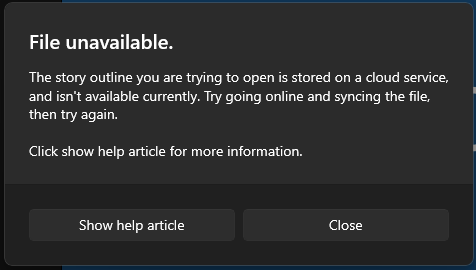 File unavailable.
The story outline you are trying to open is stored on a cloud service,
and isn't available currently. Try going online and syncing the file,
then try again.
Click show help article for more information.
Show help article
Close